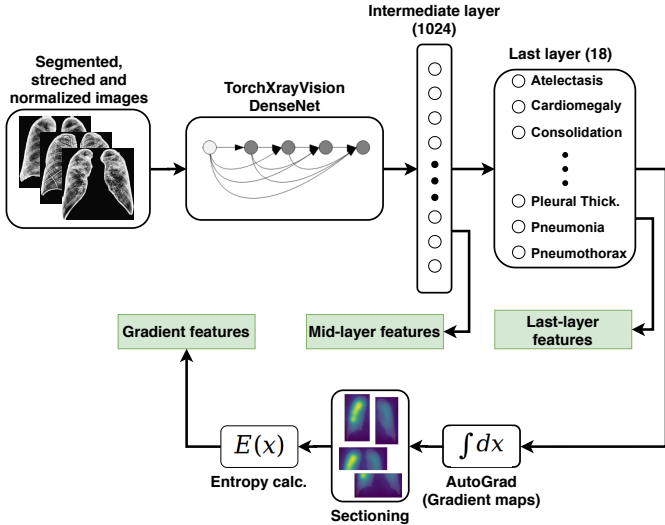 Segmented,
streched and
normalized images
TorchXrayVision
DenseNet
Intermediate layer
(1024)
Last layer (18)
Atelectasis
Cardiomegaly
Consolidation
Pleural Thick.
Pneumonia
Pneumothorax
Gradient features
Mid-layer features
Last-layer
features
E(x)
Entropy calc.
Sectioning
∫dx
AutoGrad
(Gradient maps)